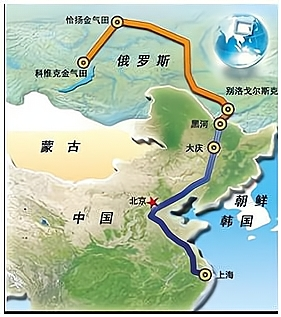 恰扬金气田
科维克金气田
俄罗斯
别洛戈尔斯克
黑河
大庆
蒙古
北京
朝鲜
中国
韩国
上海